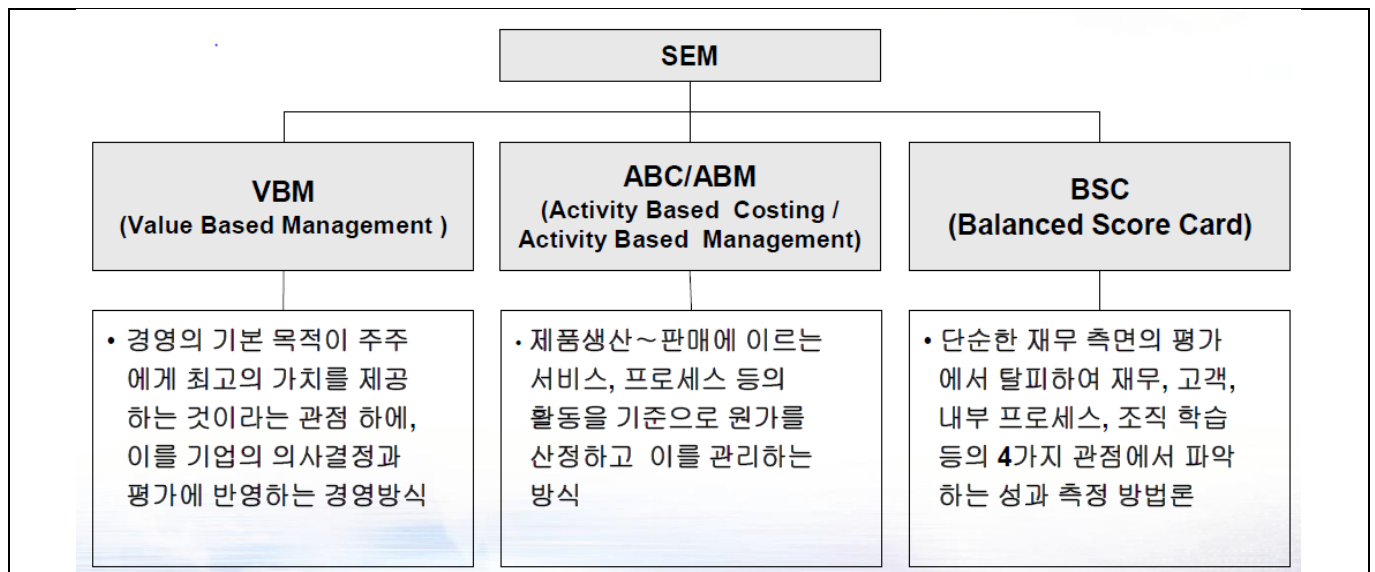 SEM
VBM
(Value Based Management )
ABC/ABM
(Activity Based Costing /
Activity Based Management)
BSC
(Balanced Score Card)
• 경영의 기본 목적이 주주
에게 최고의 가치를 제공
하는 것이라는 관점 하에,
이를 기업의 의사결정과
평가에 반영하는 경영방식
• 제품생산～판매에 이르는
서비스, 프로세스 등의
활동을 기준으로 원가를
산정하고 이를 관리하는
방식
• 단순한 재무 측면의 평가
에서 탈피하여 재무, 고객,
내부 프로세스, 조직 학습
등의 4가지 관점에서 파악
하는 성과 측정 방법론